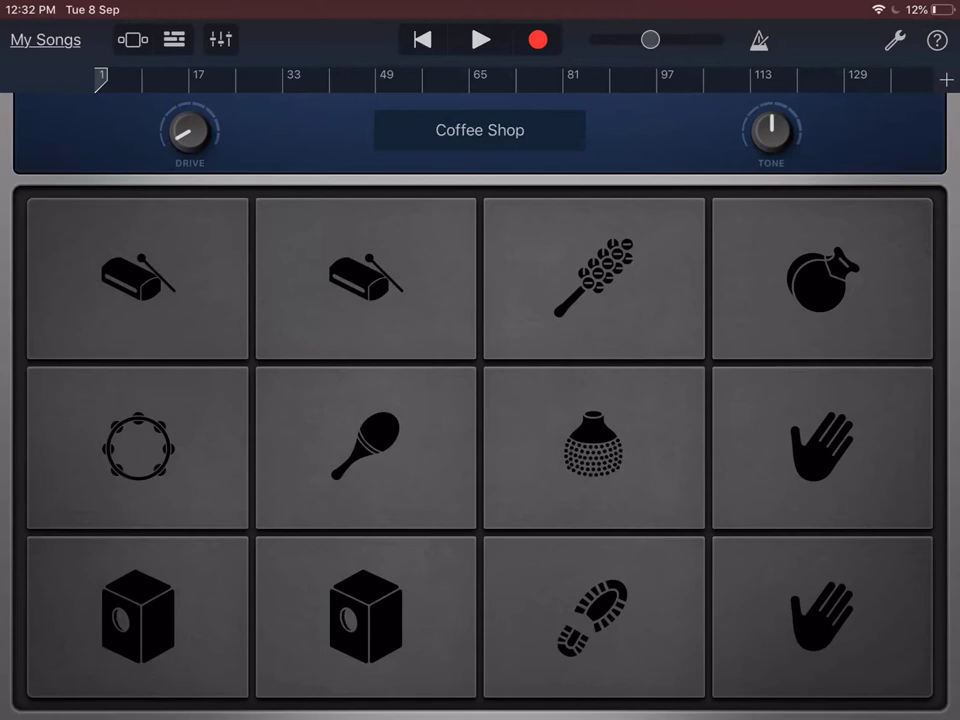 12:32 PM Tue 8 Sep
12%
My Songs
1 17 33 49 65 81 97 113 129
Coffee Shop
DRIVE
TONE